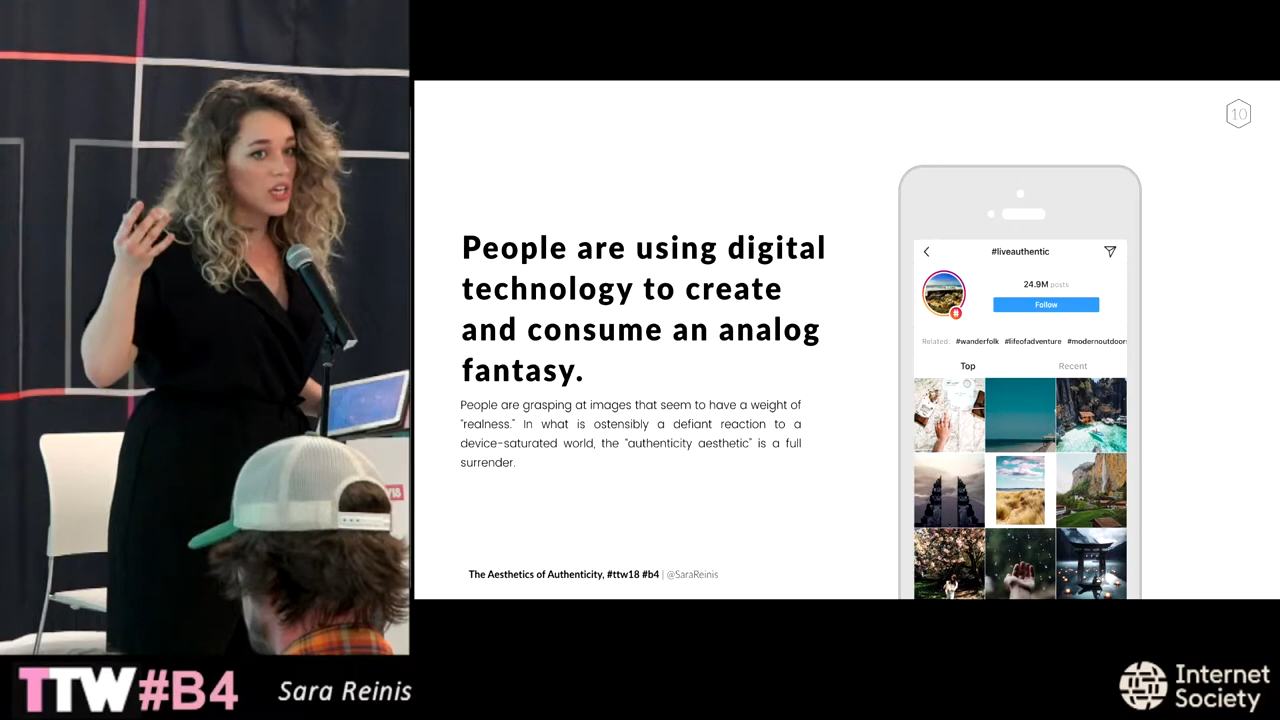 10
People are using digital
technology to create
and consume an analog
fantasy.
People are grasping at images that seem to have a weight of
"realness." In what is ostensibly a defiant reaction to a
device-saturated world, the "authenticity aesthetic" is a full
surrender.
The Aesthetics of Authenticity, #ttw18 #b4 | @SaraReinis
#liveauthentic
24.9M posts
Follow
Related: #wanderfolk #lifeofadventure #modernoutdoor
Top Recent
#
TTW#B4
Sara Reinis
Internet
Society